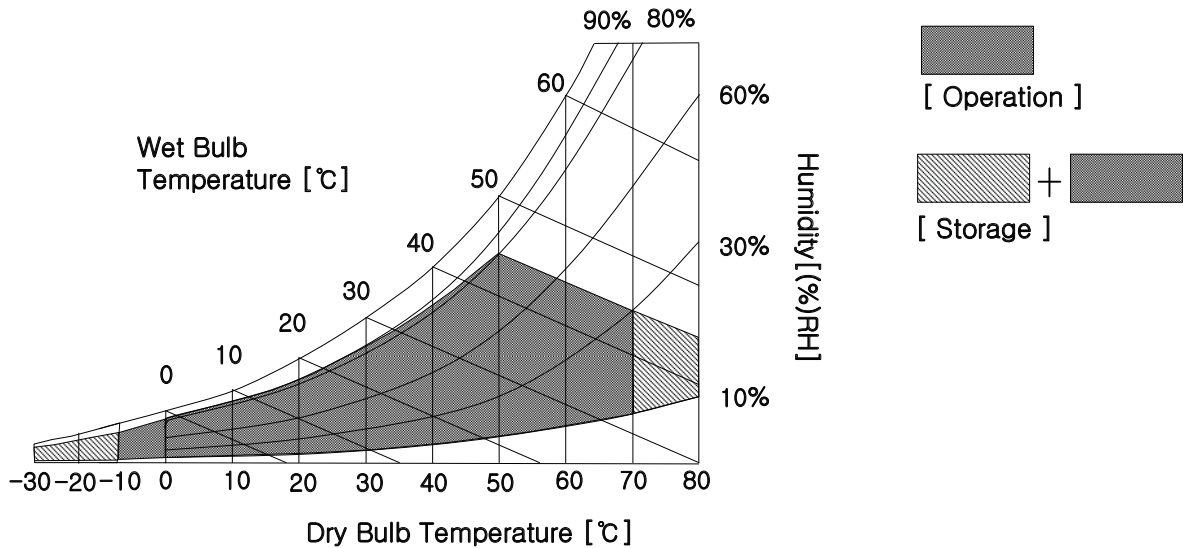 90% 80%
60
60%
Wet Bulb
Temperature [℃]
50
40
30%
30
20
10
0
10%
-30 -20 -10 0 10 20 30 40 50 60 70 80
Dry Bulb Temperature [℃]
Humidity[(%)RH]
[ Operation ]
+
[ Storage ]